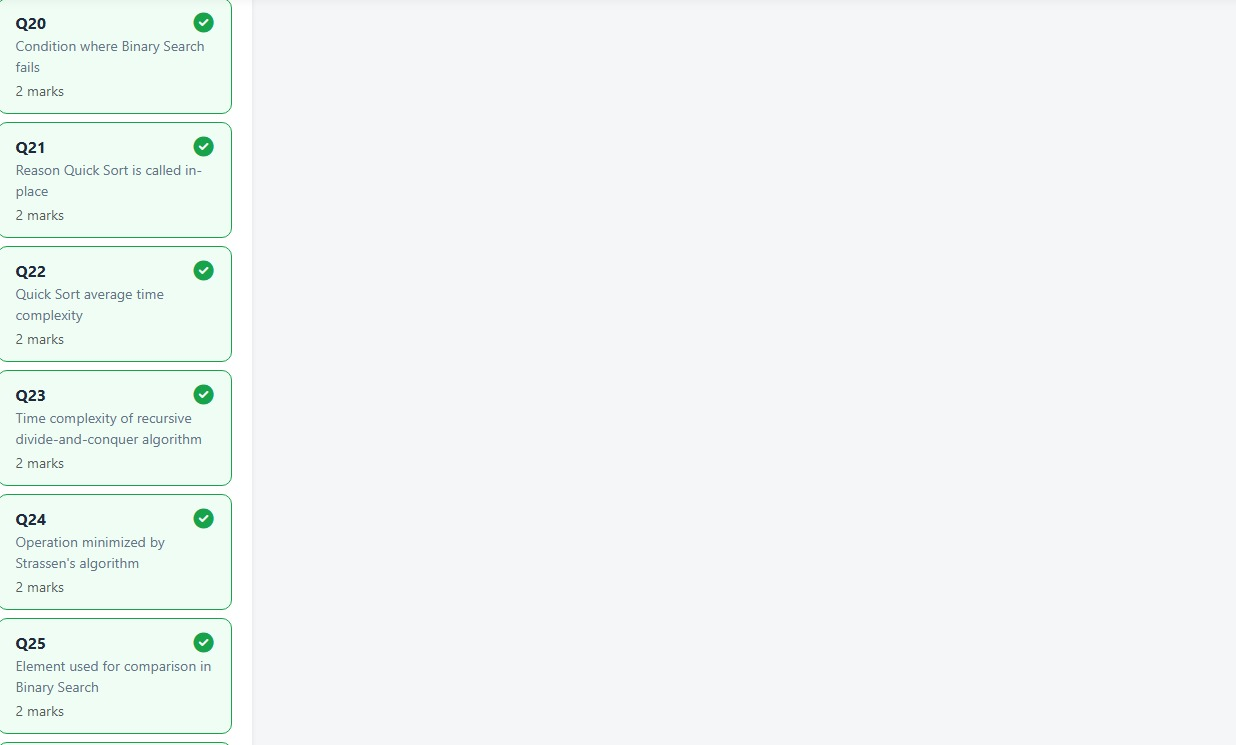 Q20
Condition where Binary Search
fails
2 marks
Q21
Reason Quick Sort is called in-
place
2 marks
Q22
Quick Sort average time
complexity
2 marks
Q23
Time complexity of recursive
divide-and-conquer algorithm
2 marks
Q24
Operation minimized by
Strassen's algorithm
2 marks
Q25
Element used for comparison in
Binary Search
2 marks